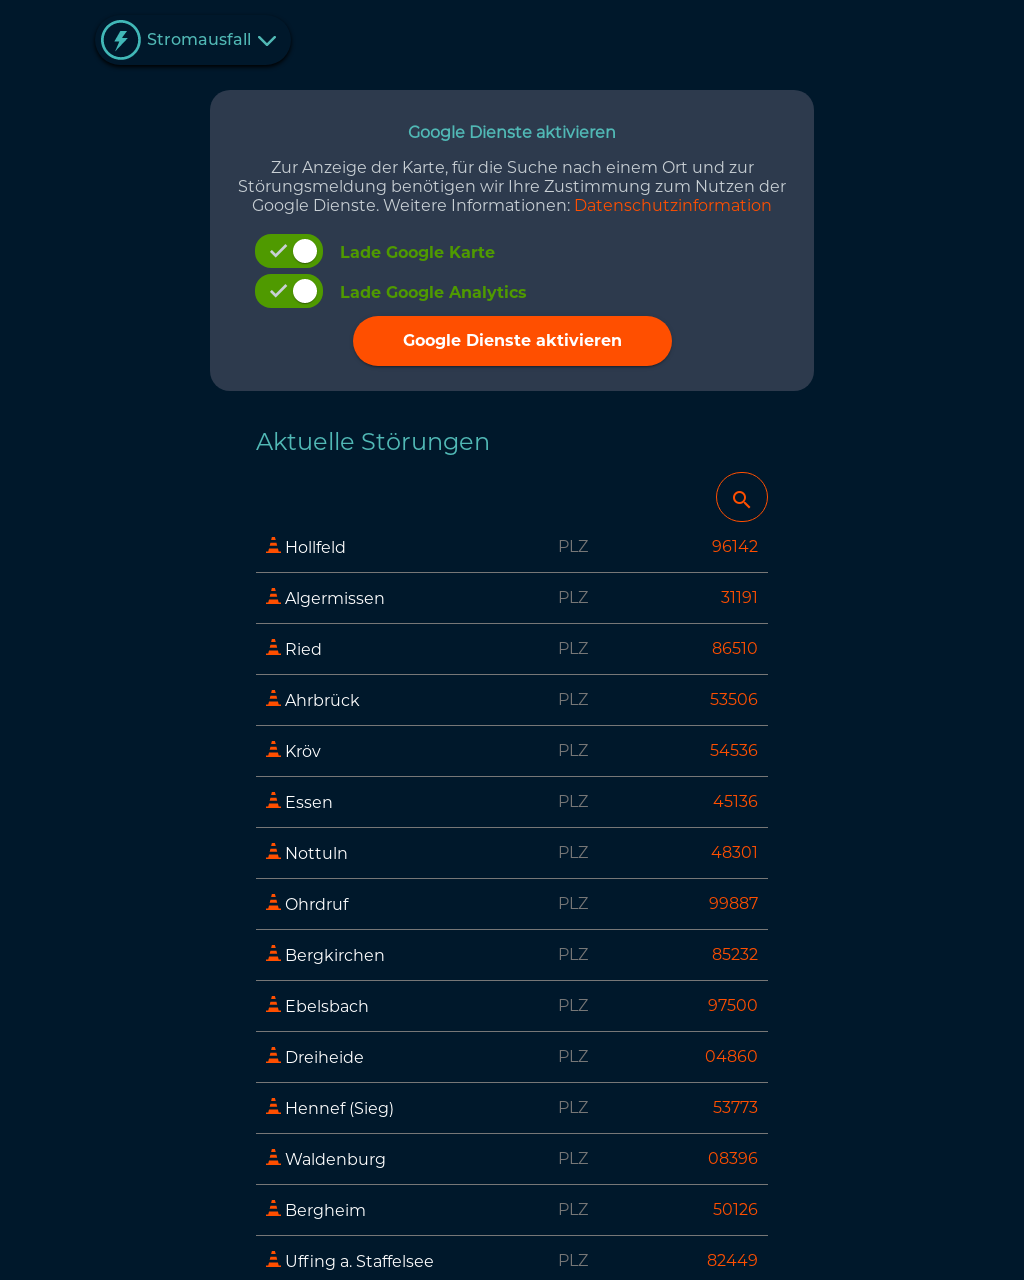 Stromausfall
Google Dienste aktivieren
Zur Anzeige der Karte, für die Suche nach einem Ort und zur
Störungsmeldung benötigen wir Ihre Zustimmung zum Nutzen der
Google Dienste. Weitere Informationen: Datenschutzinformation
Lade Google Karte
Lade Google Analytics
Google Dienste aktivieren
Aktuelle Störungen
Hollfeld PLZ 96142
Algermissen PLZ 31191
Ried PLZ 86510
Ahrbrück PLZ 53506
Kröv PLZ 54536
Essen PLZ 45136
Nottuln PLZ 48301
Ohrdruf PLZ 99887
Bergkirchen PLZ 85232
Ebelsbach PLZ 97500
Dreiheide PLZ 04860
Hennef (Sieg) PLZ 53773
Waldenburg PLZ 08396
Bergheim PLZ 50126
Uffing a. Staffelsee PLZ 82449